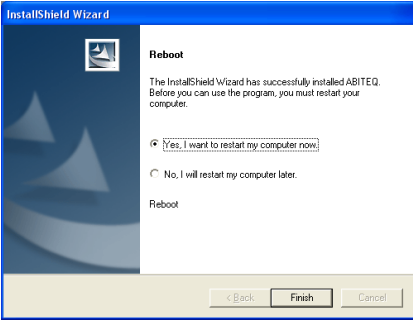 InstallShield Wizard
Reboot
The InstallShield Wizard has successfully installed ABITEQ.
Before you can use the program, you must restart your
computer.
Yes, I want to restart my computer now.
No, I will restart my computer later.
Reboot
< Back
Finish
Cancel